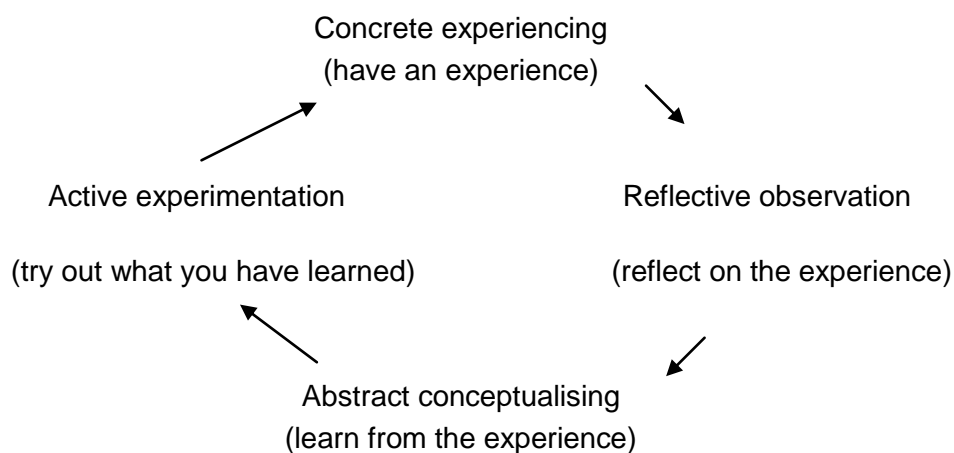 Concrete experiencing
(have an experience)
Active experimentation
Reflective observation
(try out what you have learned)
(reflect on the experience)
Abstract conceptualising
(learn from the experience)